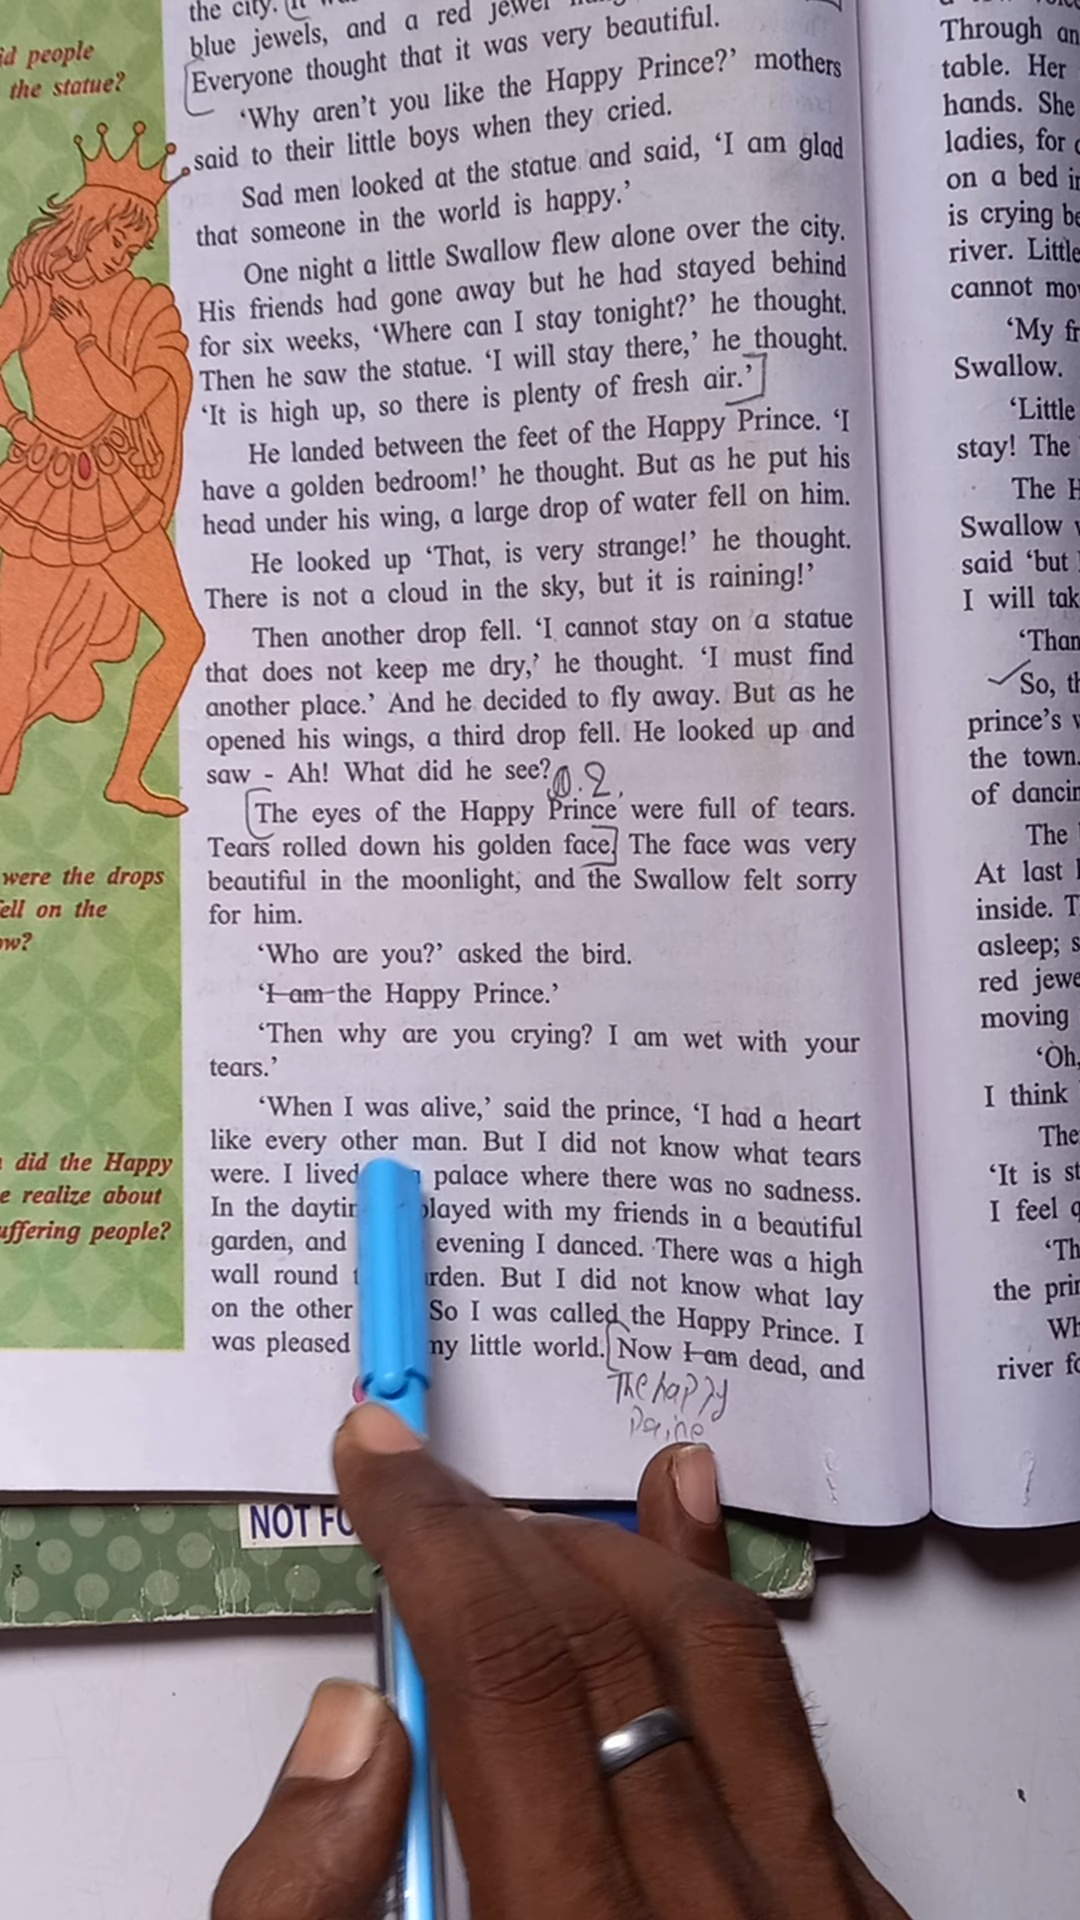 the city.
blue jewels, and a red jewel
Everyone thought that it was very beautiful.
'Why aren't you like the Happy Prince?' mothers
said to their little boys when they cried.
Sad men looked at the statue and said, 'I am glad
that someone in the world is happy.'
One night a little Swallow flew alone over the city.
His friends had gone away but he had stayed behind
for six weeks, 'Where can I stay tonight?' he thought.
Then he saw the statue. 'I will stay there,' he thought.
'It is high up, so there is plenty of fresh air.'
He landed between the feet of the Happy Prince. 'I
have a golden bedroom!' he thought. But as he put his
head under his wing, a large drop of water fell on him.
He looked up 'That, is very strange!' he thought.
There is not a cloud in the sky, but it is raining!'
Then another drop fell. 'I cannot stay on a statue
that does not keep me dry,' he thought. 'I must find
another place.' And he decided to fly away. But as he
opened his wings, a third drop fell. He looked up and
saw - Ah! What did he see?
The eyes of the Happy Prince were full of tears.
Tears rolled down his golden face. The face was very
beautiful in the moonlight, and the Swallow felt sorry
for him.
'Who are you?' asked the bird.
'I am the Happy Prince.'
'Then why are you crying? I am wet with your
tears.'
'When I was alive,' said the prince, 'I had a heart
like every other man. But I did not know what tears
were. I lived palace where there was no sadness.
In the played with my friends in a beautiful
garden, and evening I danced. There was a high
wall round But I did not know what lay
on the other So I was called the Happy Prince. I
was pleased my little world. Now I am dead, and
The happy
people
the statue?
were the drops
on the
did the Happy
realize about
people?
NOT
Through
table. Her
hands. She
ladies, for
on a bed
is crying
river. Little
cannot
'My
Swallow.
'Little
stay! The
The
Swallow
said 'but
I will
So,
prince's
the town.
of
The
At last
inside.
asleep;
red
moving
'Oh,
I think
'It is
I feel
the
river